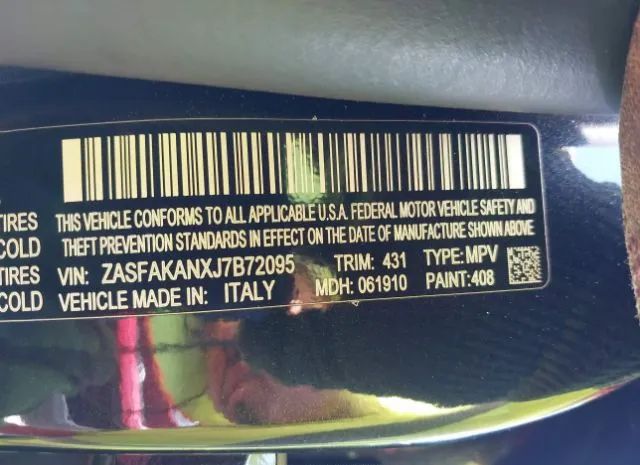 TIRES THIS VEHICLE CONFORMS TO ALL APPLICABLE U.S.A. FEDERAL MOTOR VEHICLE SAFETY AND
COLD THEFT PREVENTION STANDARDS IN EFFECT ON THE DATE OF MANUFACTURE SHOWN ABOVE.
TIRES VIN: ZASFAKANXJ7B72095 TRIM: 431 TYPE: MPV
COLD VEHICLE MADE IN: ITALY MDH: 061910 PAINT: 408